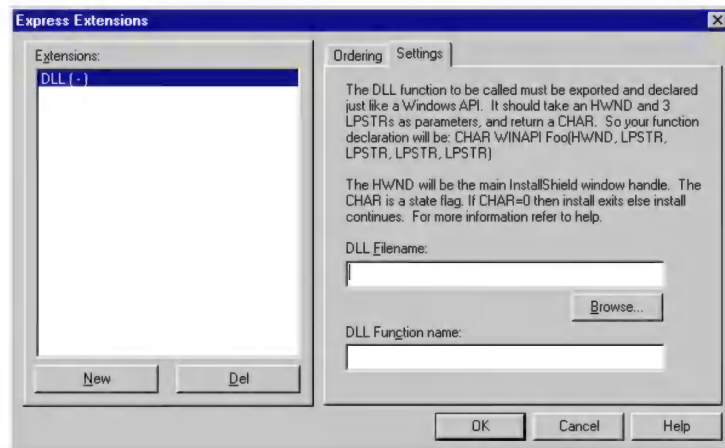 Express Extensions
Extensions:
DLL ( - )
New
Del
Ordering
Settings
The DLL function to be called must be exported and declared
just like a Windows API. It should take an HWND and 3
LPSTRs as parameters, and return a CHAR. So your function
declaration will be: CHAR WINAPI Foo(HWND, LPSTR,
LPSTR, LPSTR, LPSTR)
The HWND will be the main InstallShield window handle. The
CHAR is a state flag. If CHAR=0 then install exits else install
continues. For more information refer to help.
DLL Filename:
Browse...
DLL Function name:
OK
Cancel
Help